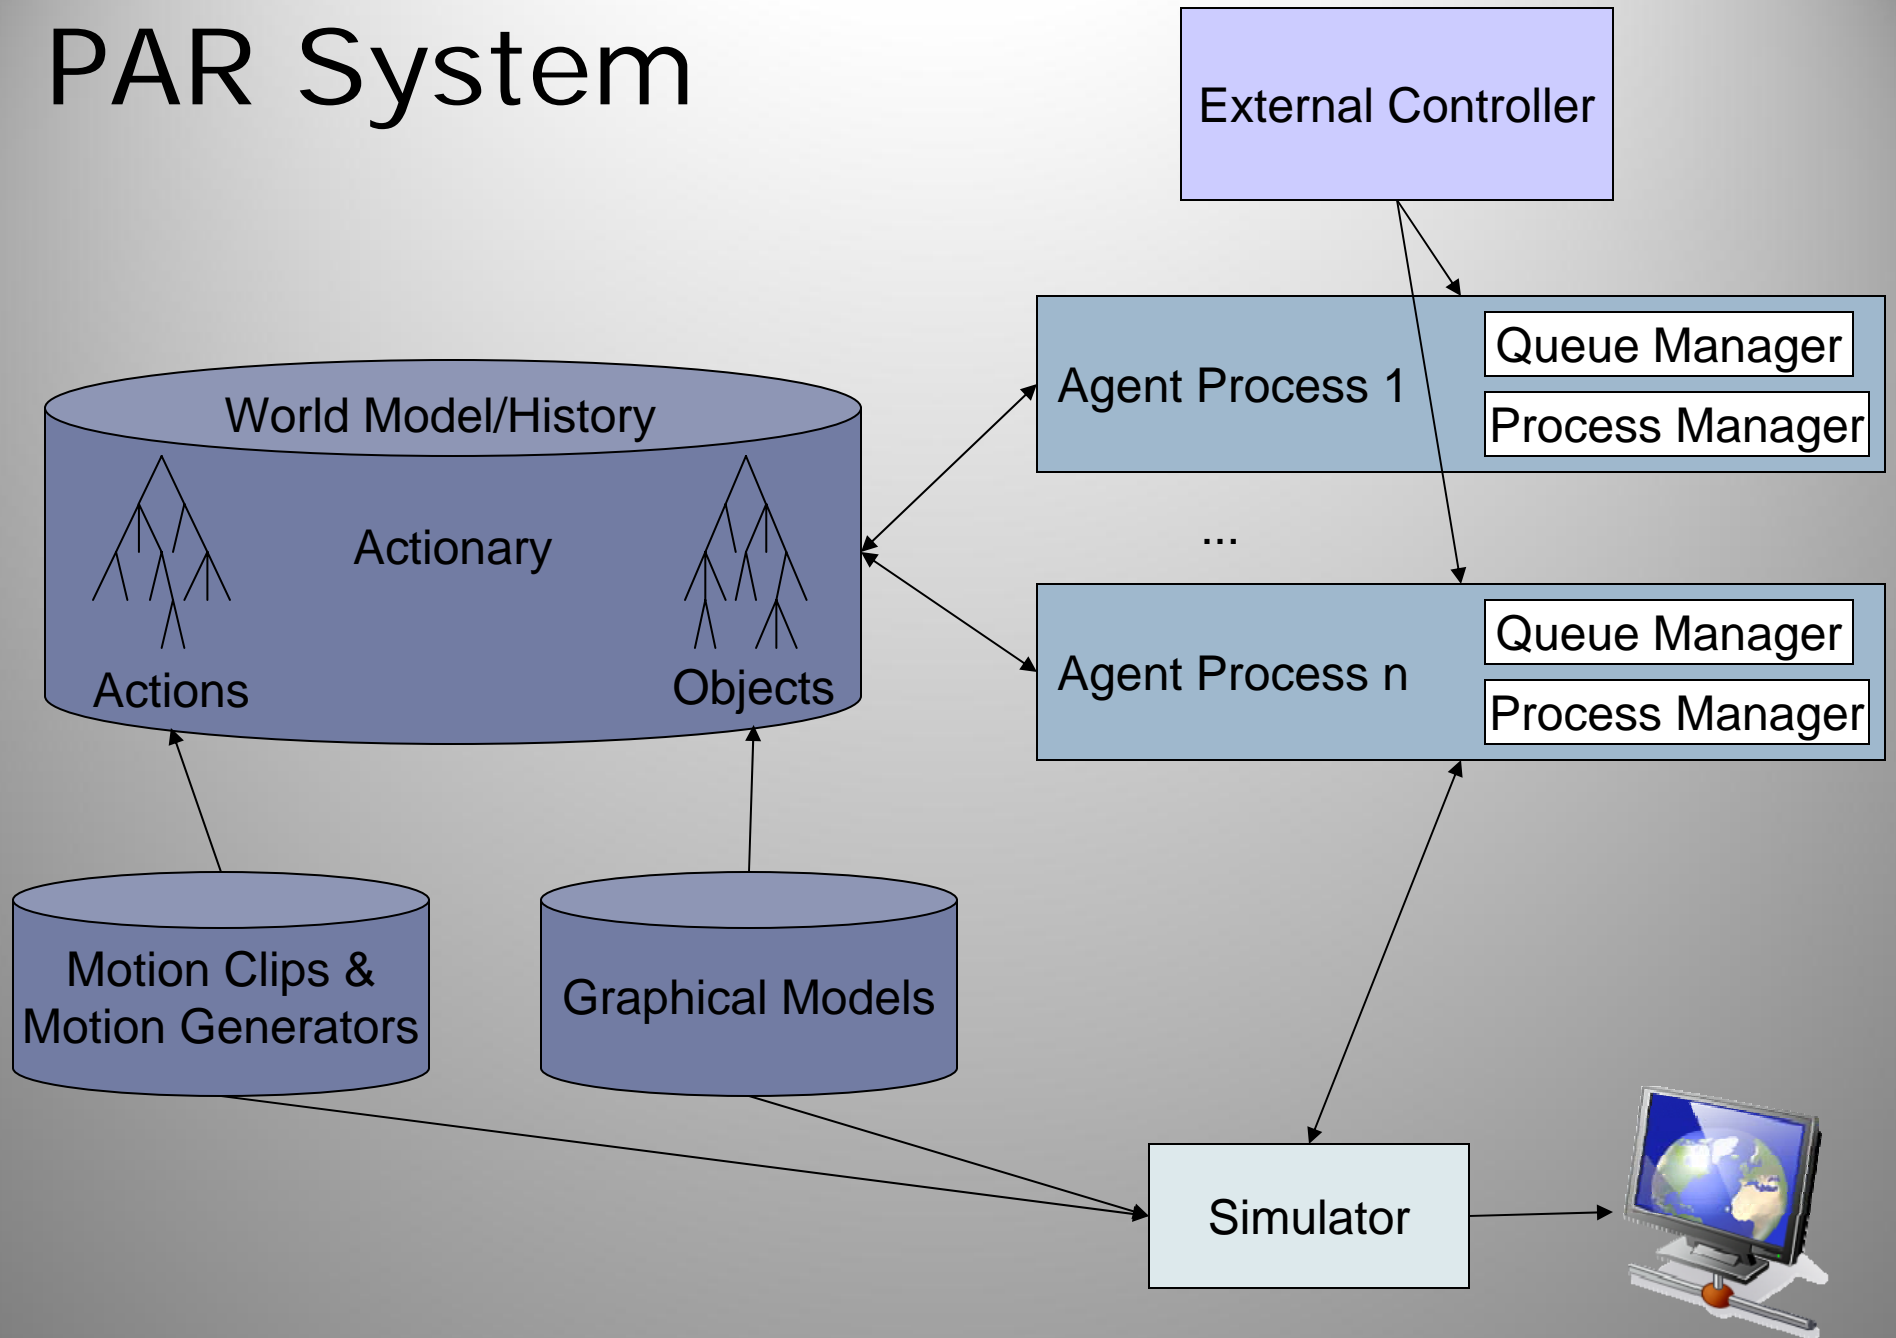 PAR System
External Controller
World Model/History
Actionary
Actions
Objects
Agent Process 1
Queue Manager
Process Manager
...
Agent Process n
Queue Manager
Process Manager
Motion Clips &
Motion Generators
Graphical Models
Simulator